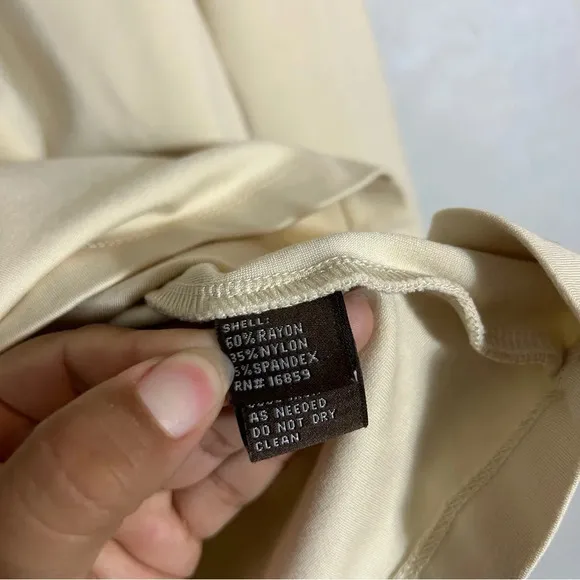 SHELL:
60% RAYON
35% NYLON
5% SPANDEX
RN# 16859
AS NEEDED
DO NOT DRY
CLEAN